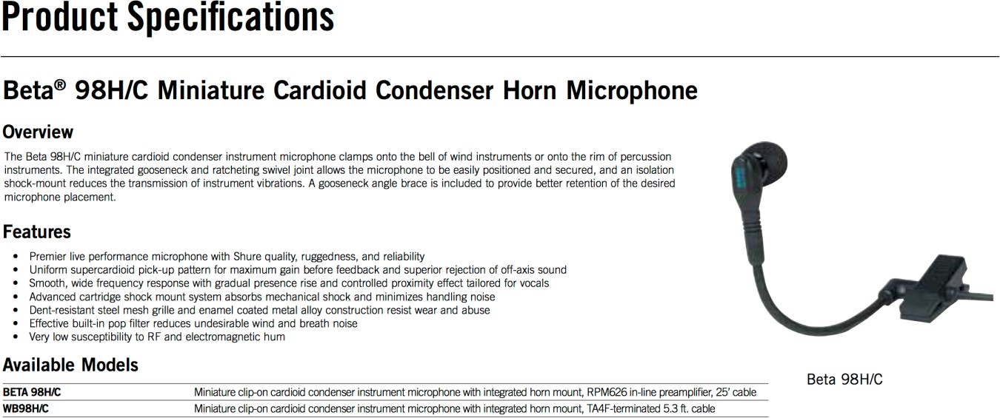 Product Specifications
Beta® 98H/C Miniature Cardioid Condenser Horn Microphone
Overview
The Beta 98H/C miniature cardioid condenser instrument microphone clamps onto the bell of wind instruments or onto the rim of percussion
instruments. The integrated gooseneck and ratcheting swivel joint allows the microphone to be easily positioned and secured, and an isolation
shock-mount reduces the transmission of instrument vibrations. A gooseneck angle brace is included to provide better retention of the desired
microphone placement.
Features
• Premier live performance microphone with Shure quality, ruggedness, and reliability
• Uniform supercardioid pick-up pattern for maximum gain before feedback and superior rejection of off-axis sound
• Smooth, wide frequency response with gradual presence rise and controlled proximity effect tailored for vocals
• Advanced cartridge shock mount system absorbs mechanical shock and minimizes handling noise
• Dent-resistant steel mesh grille and enamel coated metal alloy construction resist wear and abuse
• Effective built-in pop filter reduces undesirable wind and breath noise
• Very low susceptibility to RF and electromagnetic hum
Available Models
BETA 98H/C Miniature clip-on cardioid condenser instrument microphone with integrated horn mount, RPM626 in-line preamplifier, 25’ cable
WB98H/C Miniature clip-on cardioid condenser instrument microphone with integrated horn mount, TA4F-terminated 5.3 ft. cable
Beta 98H/C